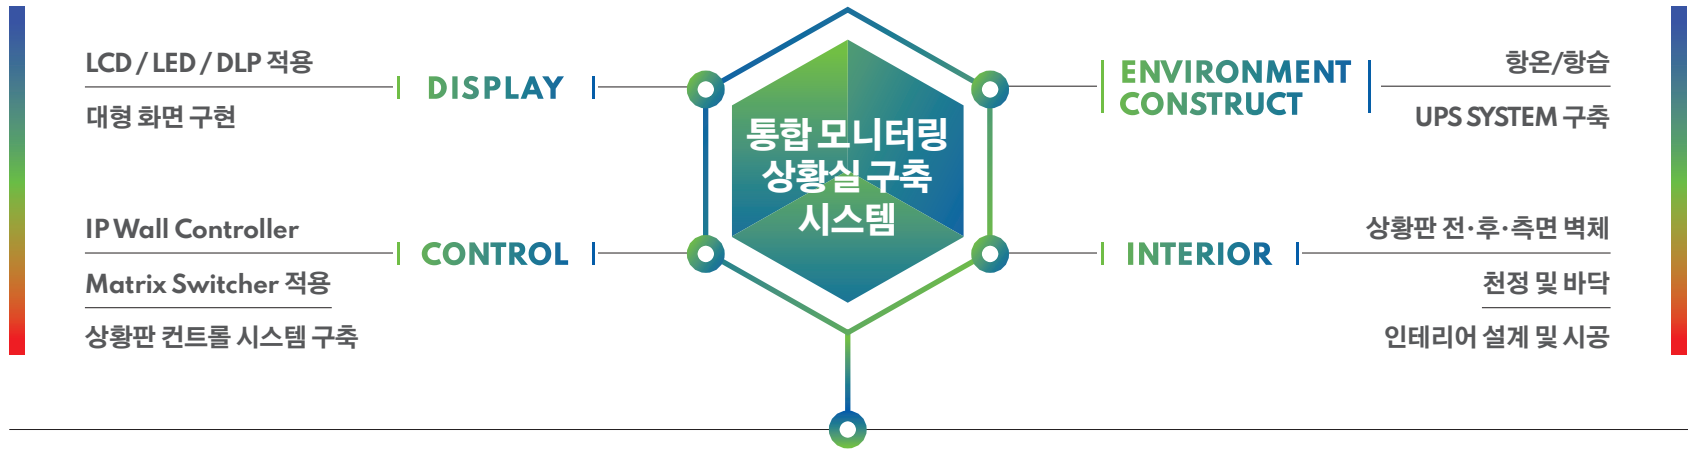 LCD / LED / DLP 적용
대형 화면 구현
DISPLAY
IP Wall Controller
Matrix Switcher 적용
상황판 컨트롤 시스템 구축
CONTROL
통합 모니터링
상황실 구축
시스템
ENVIRONMENT
CONSTRUCT
항온/항습
UPS SYSTEM 구축
INTERIOR
상황판 전·후·측면 벽체
천정 및 바닥
인테리어 설계 및 시공